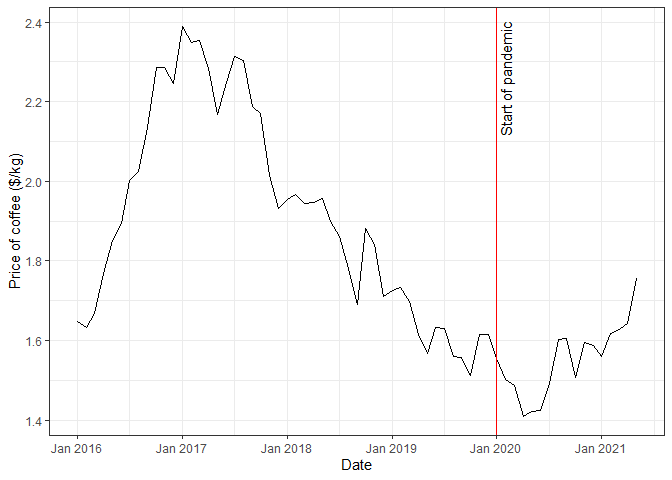 2.4
2.2
2.0
1.8
1.6
1.4
Price of coffee ($/kg)
Start of pandemic
Jan 2016
Jan 2017
Jan 2018
Jan 2019
Jan 2020
Jan 2021
Date